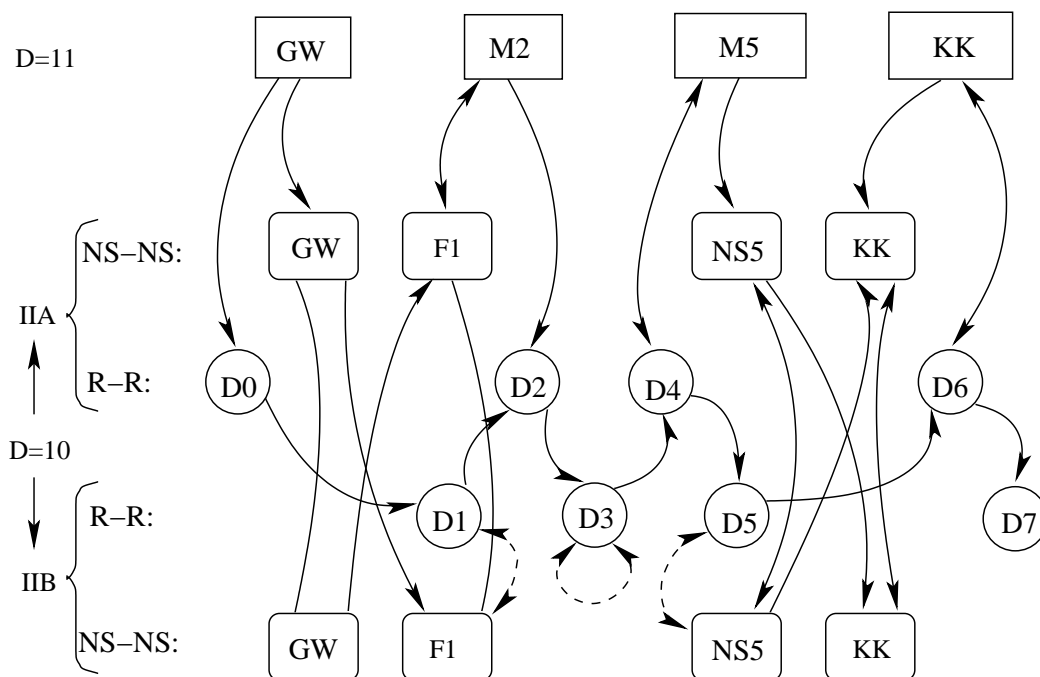 D=11 GW M2 M5 KK
NS–NS: GW F1 NS5 KK
IIA
R–R: D0 D2 D4 D6
D=10
R–R: D1 D3 D5 D7
IIB
NS–NS: GW F1 NS5 KK